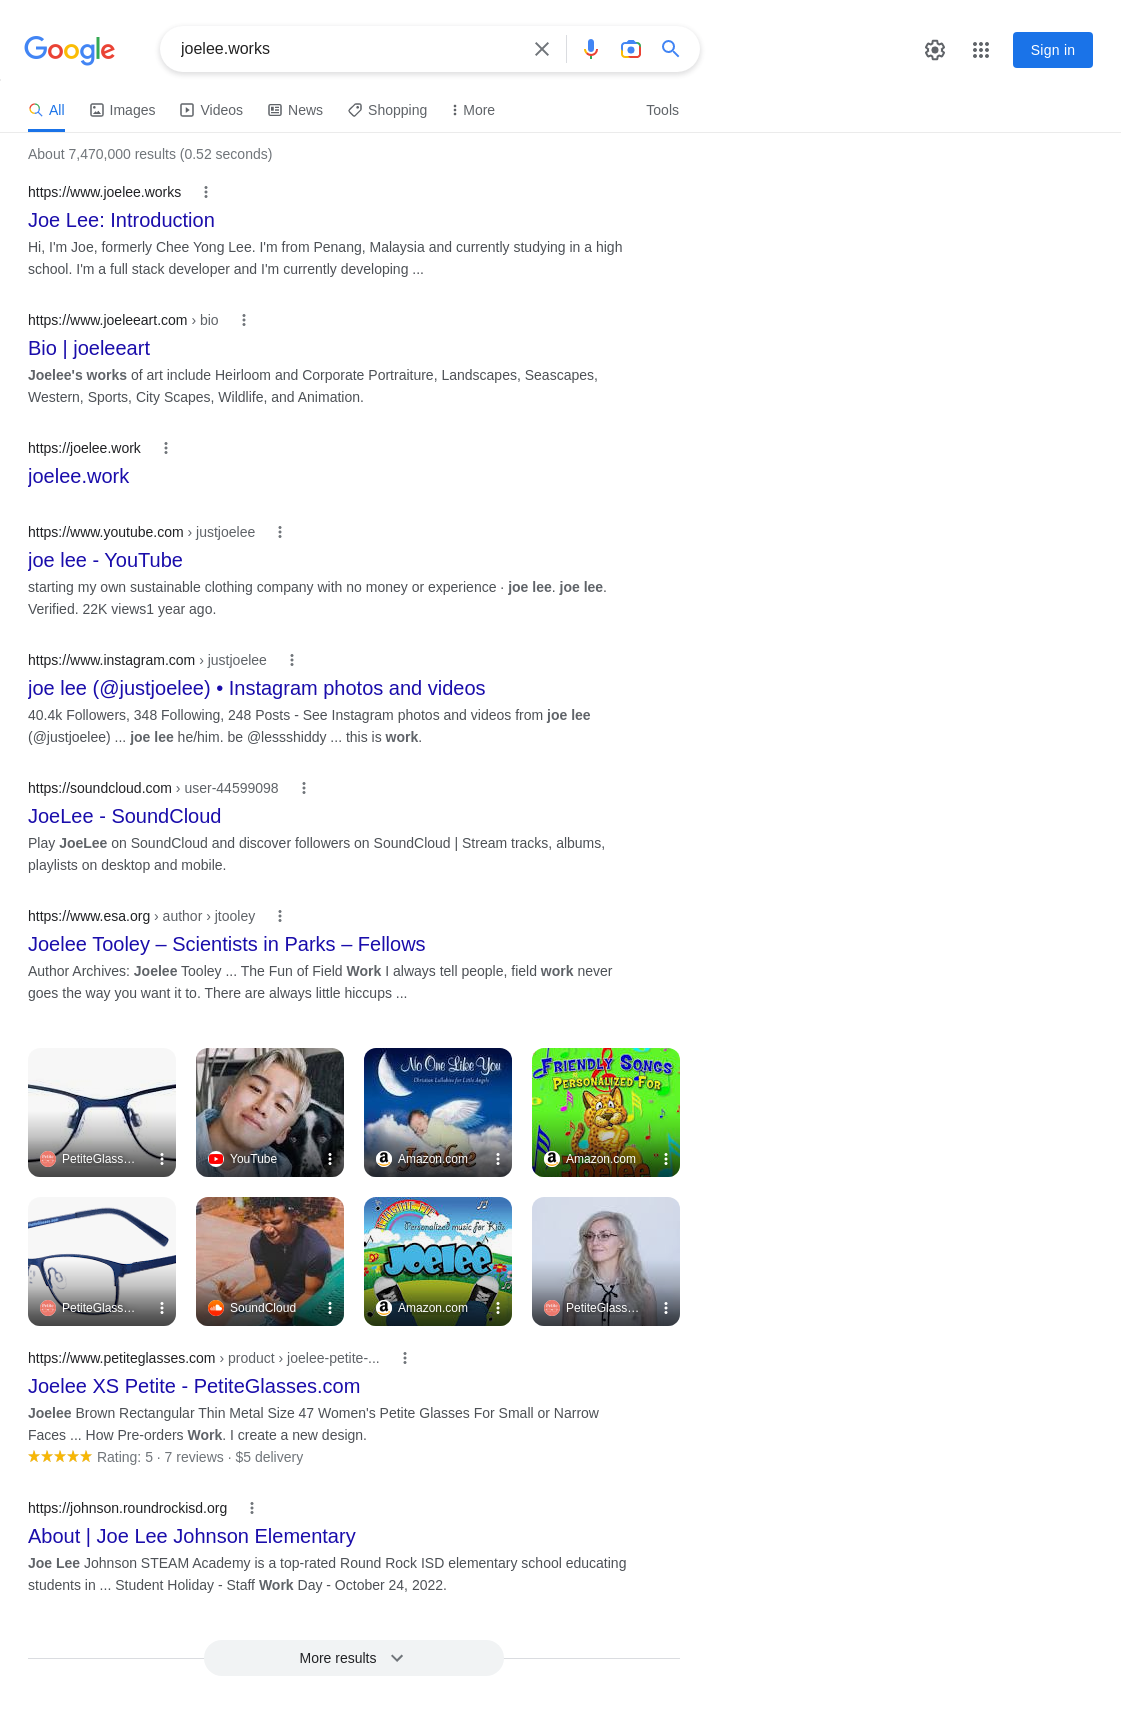 Google
joelee.works
Sign in
All
Images
Videos
News
Shopping
More
Tools
About 7,470,000 results (0.52 seconds)
https://www.joelee.works
Joe Lee: Introduction
Hi, I'm Joe, formerly Chee Yong Lee. I'm from Penang, Malaysia and currently studying in a high
school. I'm a full stack developer and I'm currently developing ...
https://www.joeleeart.com › bio
Bio | joeleeart
Joelee's works of art include Heirloom and Corporate Portraiture, Landscapes, Seascapes,
Western, Sports, City Scapes, Wildlife, and Animation.
https://joelee.work
joelee.work
https://www.youtube.com › justjoelee
joe lee - YouTube
starting my own sustainable clothing company with no money or experience · joe lee. joe lee.
Verified. 22K views1 year ago.
https://www.instagram.com › justjoelee
joe lee (@justjoelee) • Instagram photos and videos
40.4k Followers, 348 Following, 248 Posts - See Instagram photos and videos from joe lee
(@justjoelee) ... joe lee he/him. be @lessshiddy ... this is work.
https://soundcloud.com › user-44599098
JoeLee - SoundCloud
Play JoeLee on SoundCloud and discover followers on SoundCloud | Stream tracks, albums,
playlists on desktop and mobile.
https://www.esa.org › author › jtooley
Joelee Tooley – Scientists in Parks – Fellows
Author Archives: Joelee Tooley ... The Fun of Field Work I always tell people, field work never
goes the way you want it to. There are always little hiccups ...
PetiteGlass...
YouTube
No One Like You
Christian Lullabies for Little Angels
Joelee
Amazon.com
FRIENDLY SONGS
PERSONALIZED FOR
JOELEE
Amazon.com
PetiteGlass...
SoundCloud
Personalized music for Kids
JOELEE
Amazon.com
PetiteGlass...
https://www.petiteglasses.com › product › joelee-petite-...
Joelee XS Petite - PetiteGlasses.com
Joelee Brown Rectangular Thin Metal Size 47 Women's Petite Glasses For Small or Narrow
Faces ... How Pre-orders Work. I create a new design.
Rating: 5 · 7 reviews · $5 delivery
https://johnson.roundrockisd.org
About | Joe Lee Johnson Elementary
Joe Lee Johnson STEAM Academy is a top-rated Round Rock ISD elementary school educating
students in ... Student Holiday - Staff Work Day - October 24, 2022.
More results